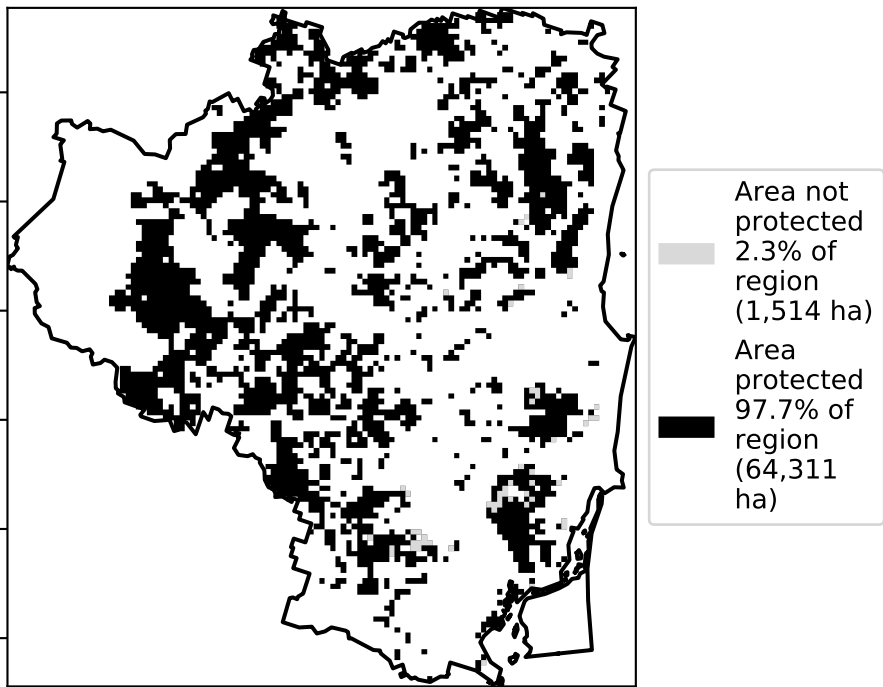 Area not
protected
2.3% of
region
(1,514 ha)
Area
protected
97.7% of
region
(64,311
ha)